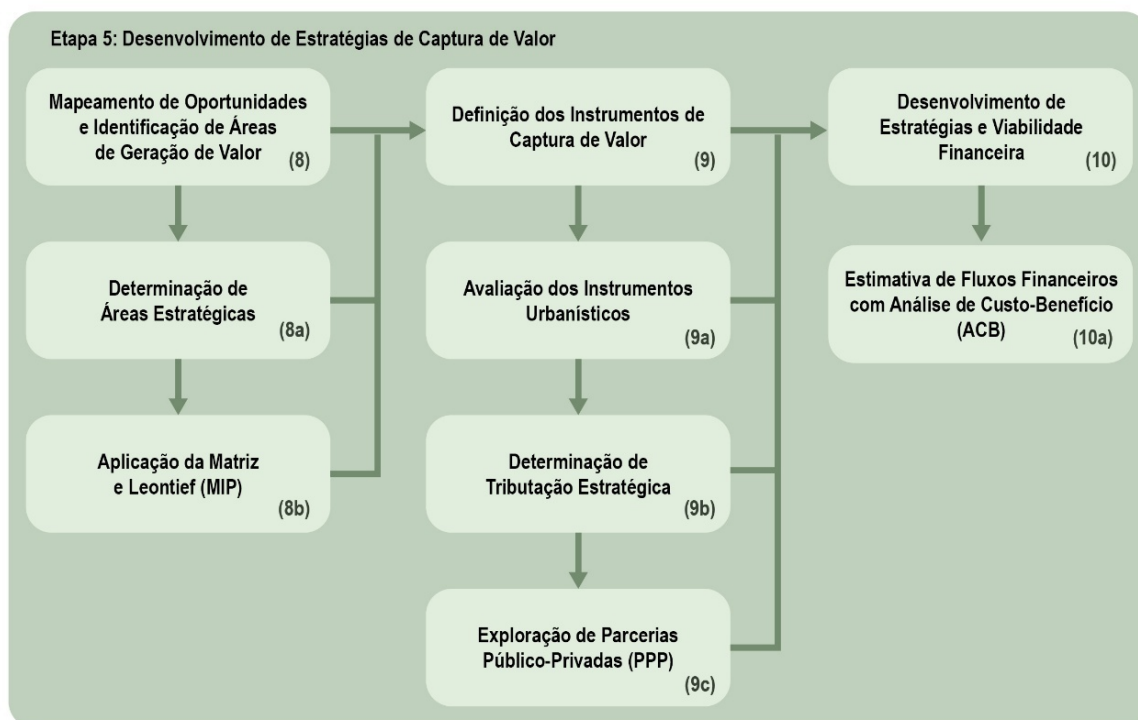 Etapa 5: Desenvolvimento de Estratégias de Captura de Valor
Mapeamento de Oportunidades
e Identificação de Áreas
de Geração de Valor
(8)
Determinação de
Áreas Estratégicas
(8a)
Aplicação da Matriz
e Leontief (MIP)
(8b)
Definição dos Instrumentos de
Captura de Valor
(9)
Avaliação dos Instrumentos
Urbanísticos
(9a)
Determinação de
Tributação Estratégica
(9b)
Exploração de Parcerias
Público-Privadas (PPP)
(9c)
Desenvolvimento de
Estratégias e Viabilidade
Financeira
(10)
Estimativa de Fluxos Financeiros
com Análise de Custo-Benefício
(ACB)
(10a)